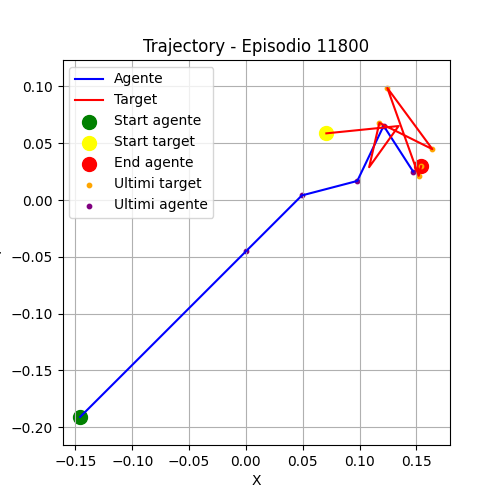 Trajectory - Episodio 11800
Agente
Target
Start agente
Start target
End agente
Ultimi target
Ultimi agente
0.10
0.05
0.00
−0.05
−0.10
−0.15
−0.20
−0.15
−0.10
−0.05
0.00
0.05
0.10
0.15
X